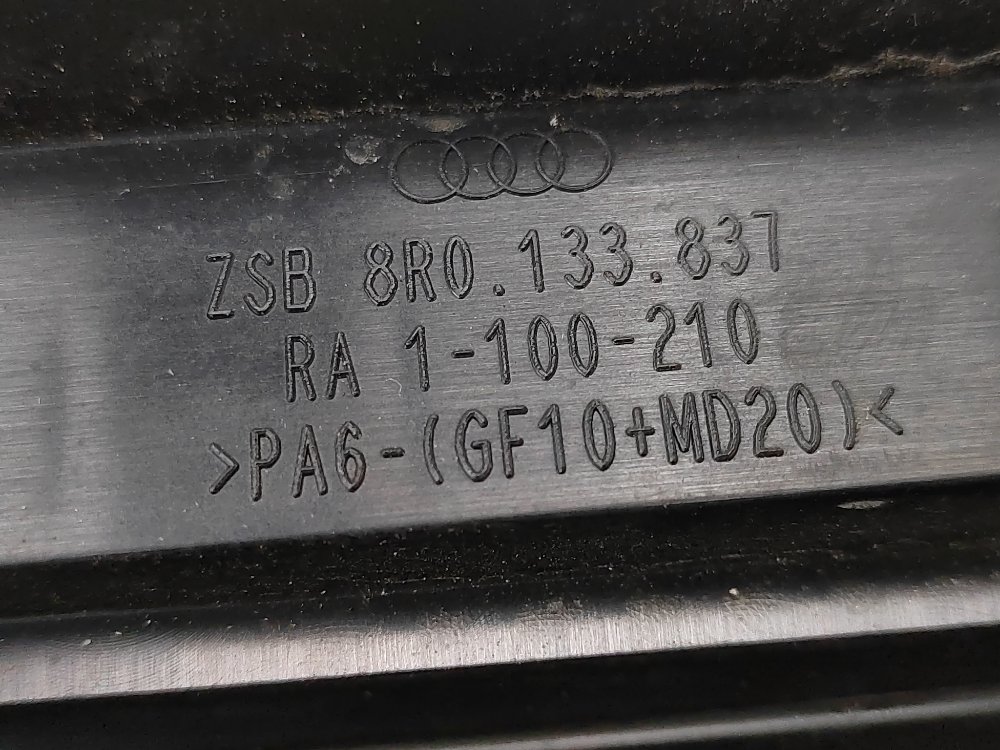 ZSB 8R0.133.837
RA 1-100-210
>PA6-(GF10+MD20)<